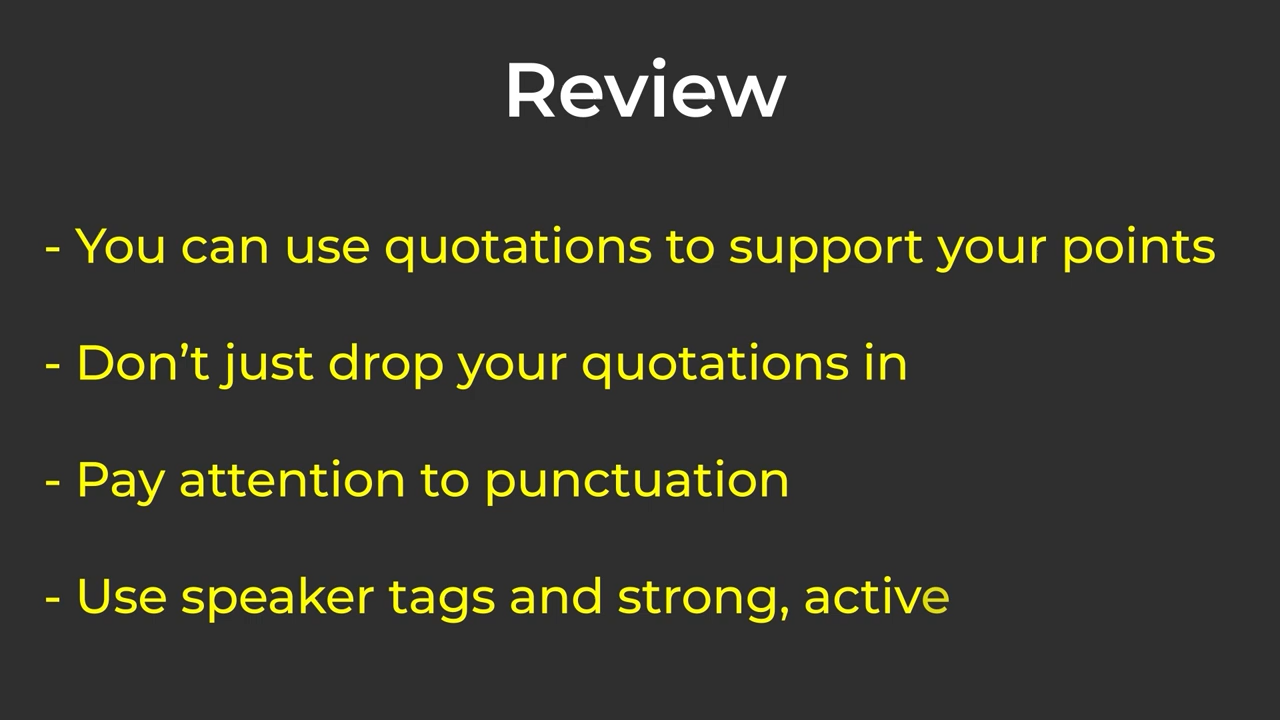 Review
- You can use quotations to support your points
- Don’t just drop your quotations in
- Pay attention to punctuation
- Use speaker tags and strong, active